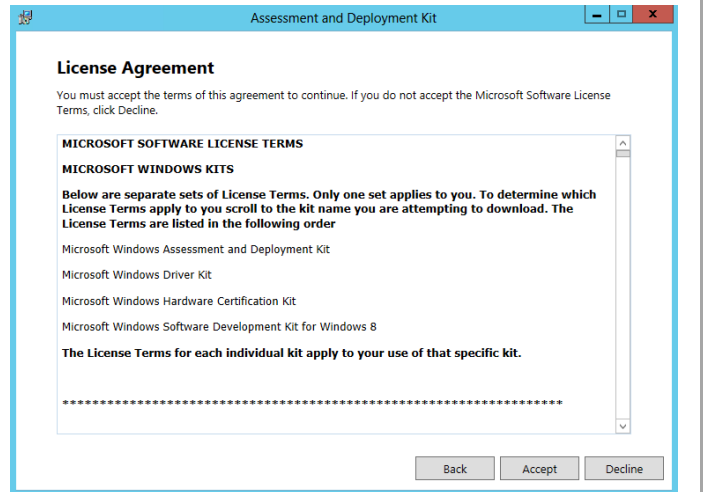 Assessment and Deployment Kit
License Agreement
You must accept the terms of this agreement to continue. If you do not accept the Microsoft Software License
Terms, click Decline.
MICROSOFT SOFTWARE LICENSE TERMS
MICROSOFT WINDOWS KITS
Below are separate sets of License Terms. Only one set applies to you. To determine which
License Terms apply to you scroll to the kit name you are attempting to download. The
License Terms are listed in the following order
Microsoft Windows Assessment and Deployment Kit
Microsoft Windows Driver Kit
Microsoft Windows Hardware Certification Kit
Microsoft Windows Software Development Kit for Windows 8
The License Terms for each individual kit apply to your use of that specific kit.
*******************************************************************
Back Accept Decline